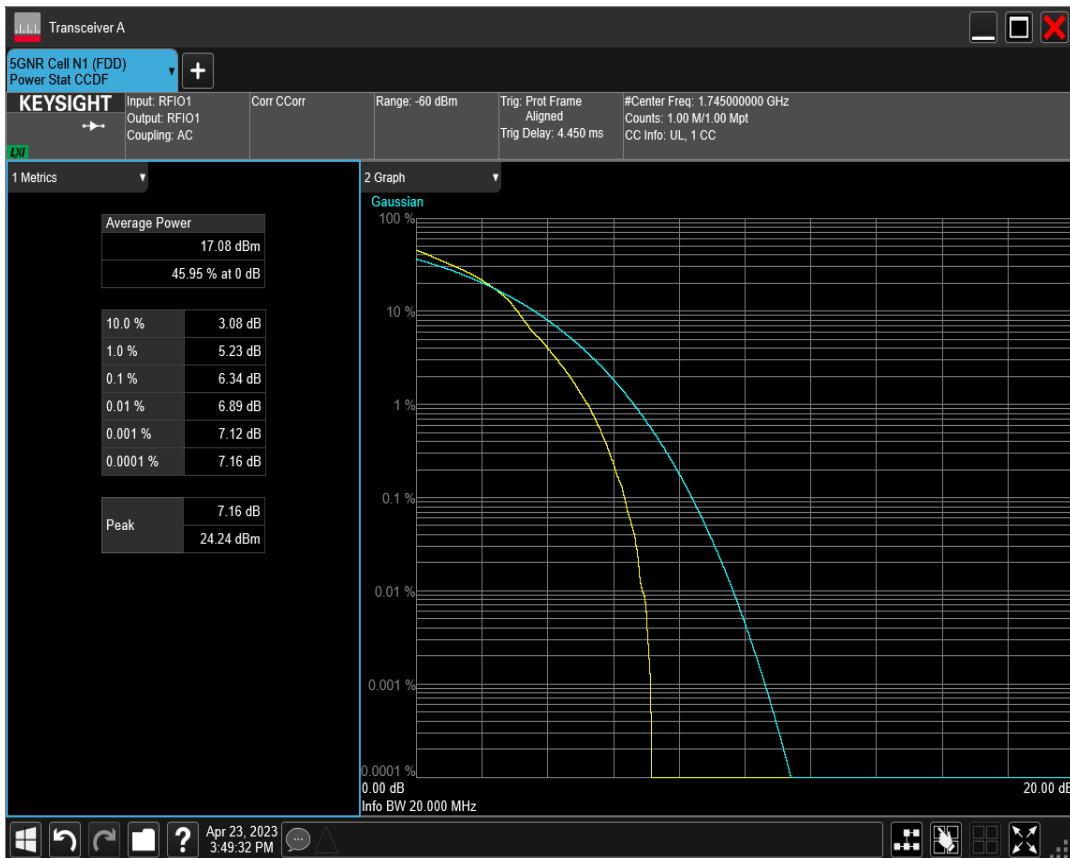 Transceiver A
5GNR Cell N1 (FDD)
Power Stat CCDF
KEYSIGHT
LXI
Input: RFIO1
Output: RFIO1
Coupling: AC
Corr CCorr
Range: -60 dBm
Trig: Prot Frame
Aligned
Trig Delay: 4.450 ms
#Center Freq: 1.745000000 GHz
Counts: 1.00 M/1.00 Mpt
CC Info: UL, 1 CC
1 Metrics
Average Power
17.08 dBm
45.95 % at 0 dB
10.0 % 3.08 dB
1.0 % 5.23 dB
0.1 % 6.34 dB
0.01 % 6.89 dB
0.001 % 7.12 dB
0.0001 % 7.16 dB
Peak
7.16 dB
24.24 dBm
2 Graph
Gaussian
100 %
10 %
1 %
0.1 %
0.01 %
0.001 %
0.0001 %
0.00 dB 20.00 dB
Info BW 20.000 MHz
Apr 23, 2023
3:49:32 PM